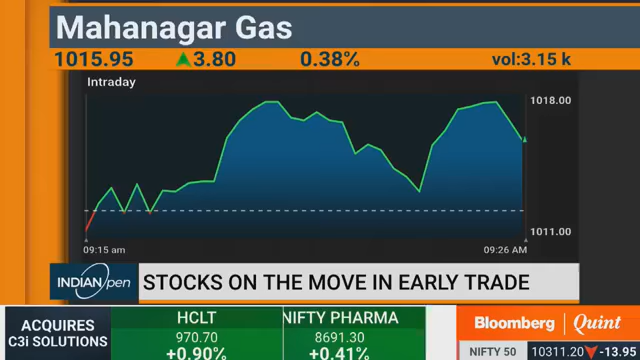 Mahanagar Gas
1015.95 3.80 0.38% vol:3.15 k
Intraday
1018.00
1011.00
09:15 am 09:26 AM
INDIAN Open STOCKS ON THE MOVE IN EARLY TRADE
ACQUIRES
C3i SOLUTIONS
HCLT
970.70
+0.90%
NIFTY PHARMA
8691.30
+0.41%
Bloomberg Quint
NIFTY 50 10311.20 -13.95